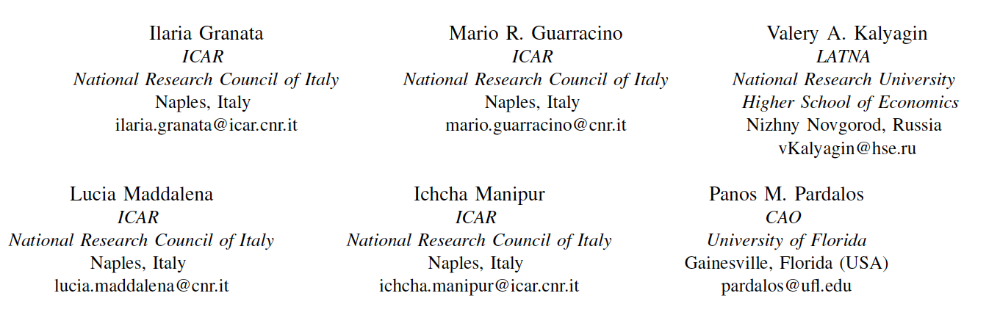 Ilaria Granata
ICAR
National Research Council of Italy
Naples, Italy
ilaria.granata@icar.cnr.it
Mario R. Guarracino
ICAR
National Research Council of Italy
Naples, Italy
mario.guarracino@cnr.it
Valery A. Kalyagin
LATNA
National Research University
Higher School of Economics
Nizhny Novgorod, Russia
vKalyagin@hse.ru
Lucia Maddalena
ICAR
National Research Council of Italy
Naples, Italy
lucia.maddalena@cnr.it
Ichcha Manipur
ICAR
National Research Council of Italy
Naples, Italy
ichcha.manipur@icar.cnr.it
Panos M. Pardalos
CAO
University of Florida
Gainesville, Florida (USA)
pardalos@ufl.edu